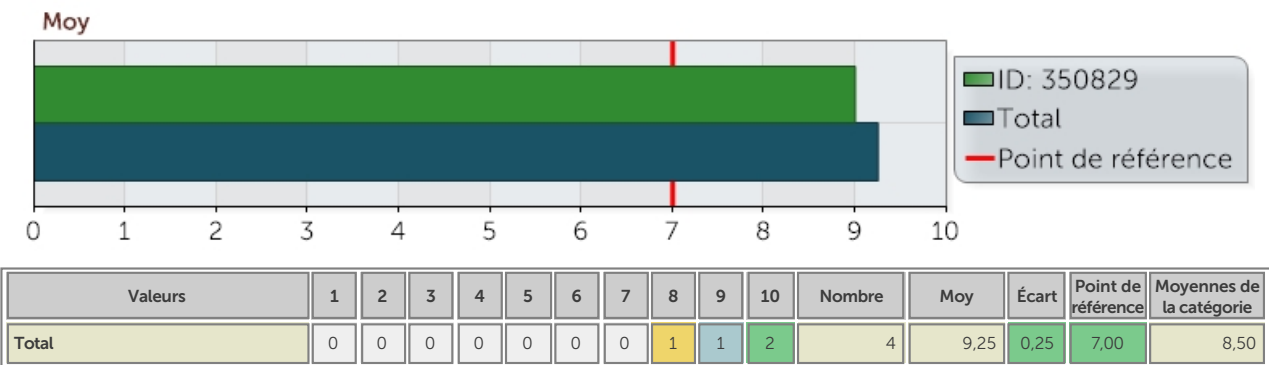 Moy
ID: 350829
Total
Point de référence
0 1 2 3 4 5 6 7 8 9 10
Valeurs 1 2 3 4 5 6 7 8 9 10 Nombre Moy Écart Point de référence Moyennes de la catégorie
Total 0 0 0 0 0 0 0 1 1 2 4 9,25 0,25 7,00 8,50